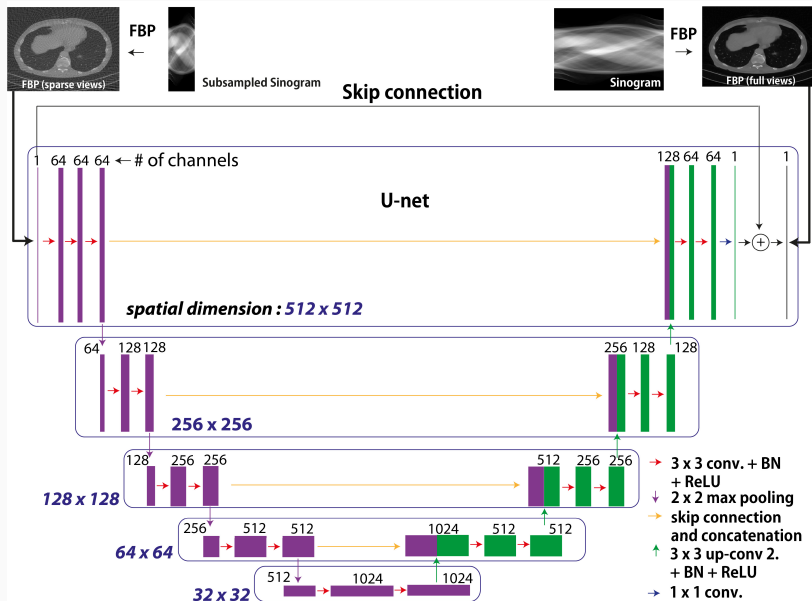 FBP
FBP (sparse views)
Subsampled Sinogram
FBP
Sinogram
FBP (full views)
Skip connection
1 64 64 64 # of channels
128 64 64 1 1
U-net
+
spatial dimension : 512 x 512
64 128 128
256 128 128
256 x 256
128 256 256
512 256 256
128 x 128
256 512 512
1024 512 512
64 x 64
512 1024 1024
32 x 32
3 x 3 conv. + BN
+ ReLU
2 x 2 max pooling
skip connection
and concatenation
3 x 3 up-conv 2.
+ BN + ReLU
1 x 1 conv.